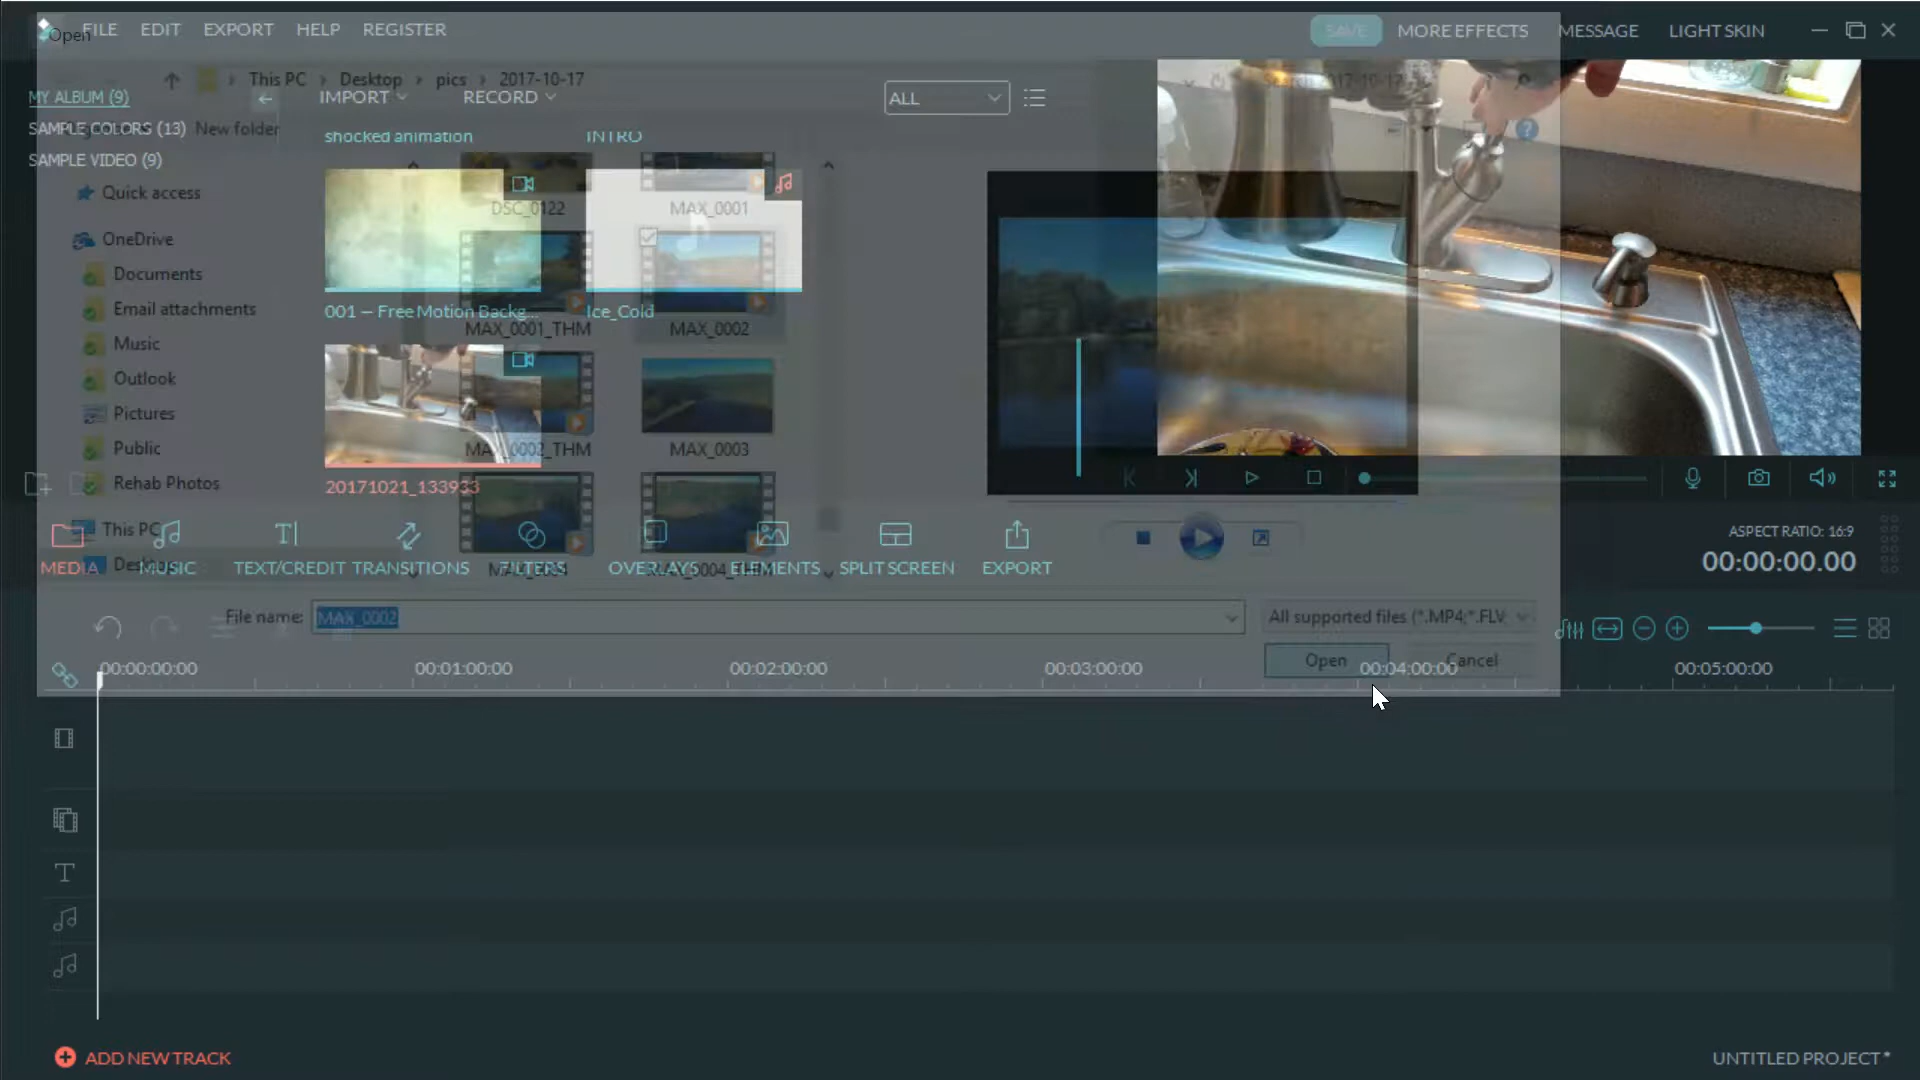 Open
FILE EDIT EXPORT HELP REGISTER
SAVE MORE EFFECTS MESSAGE LIGHT SKIN
This PC Desktop pics 2017-10-17
MY ALBUM (9)
IMPORT RECORD ALL
SAMPLE COLORS (13) New folder
SAMPLE VIDEO (9)
shocked animation INTRO
Quick access
OneDrive
Documents
Email attachments
Music
Outlook
Pictures
Public
Rehab Photos
This PC
Desktop
DSC_0122 MAX_0001
001 – Free Motion Backg... Ice_Cold
MAX_0001_THM MAX_0002
MAX_0002_THM MAX_0003
20171021_133933
MAX_0004_THM
MEDIA MUSIC TEXT/CREDIT TRANSITIONS FILTERS OVERLAYS ELEMENTS SPLIT SCREEN EXPORT
ASPECT RATIO: 16:9
00:00:00.00
File name: MAX_0002 All supported files (*.MP4;*.FLV;
Open Cancel
00:00:00:00 00:01:00:00 00:02:00:00 00:03:00:00 00:04:00:00 00:05:00:00
ADD NEW TRACK
UNTITLED PROJECT *